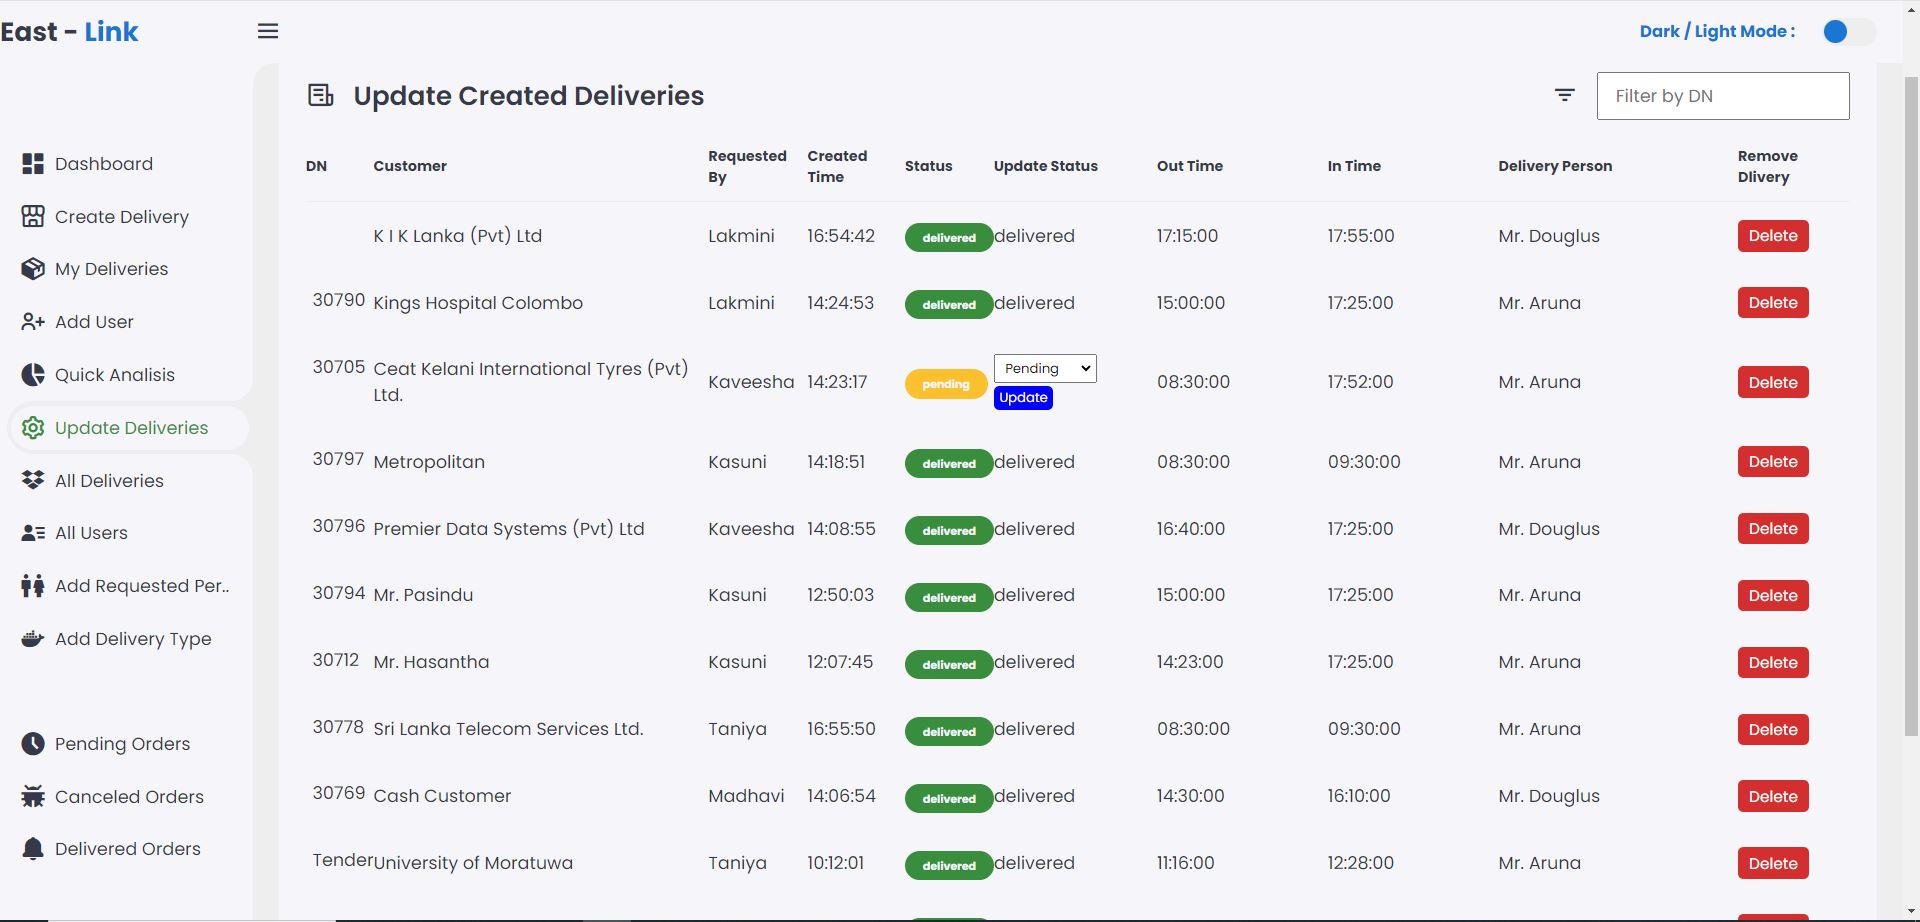 East - Link
Dark / Light Mode :
Update Created Deliveries
Filter by DN
Dashboard
Create Delivery
My Deliveries
Add User
Quick Analisis
Update Deliveries
All Deliveries
All Users
Add Requested Per..
Add Delivery Type
Pending Orders
Canceled Orders
Delivered Orders
DN Customer Requested By Created Time Status Update Status Out Time In Time Delivery Person Remove Dlivery
K I K Lanka (Pvt) Ltd Lakmini 16:54:42 delivered delivered 17:15:00 17:55:00 Mr. Douglus Delete
30790 Kings Hospital Colombo Lakmini 14:24:53 delivered delivered 15:00:00 17:25:00 Mr. Aruna Delete
30705 Ceat Kelani International Tyres (Pvt) Ltd. Kaveesha 14:23:17 pending Pending Update 08:30:00 17:52:00 Mr. Aruna Delete
30797 Metropolitan Kasuni 14:18:51 delivered delivered 08:30:00 09:30:00 Mr. Aruna Delete
30796 Premier Data Systems (Pvt) Ltd Kaveesha 14:08:55 delivered delivered 16:40:00 17:25:00 Mr. Douglus Delete
30794 Mr. Pasindu Kasuni 12:50:03 delivered delivered 15:00:00 17:25:00 Mr. Aruna Delete
30712 Mr. Hasantha Kasuni 12:07:45 delivered delivered 14:23:00 17:25:00 Mr. Aruna Delete
30778 Sri Lanka Telecom Services Ltd. Taniya 16:55:50 delivered delivered 08:30:00 09:30:00 Mr. Aruna Delete
30769 Cash Customer Madhavi 14:06:54 delivered delivered 14:30:00 16:10:00 Mr. Douglus Delete
Tender University of Moratuwa Taniya 10:12:01 delivered delivered 11:16:00 12:28:00 Mr. Aruna Delete